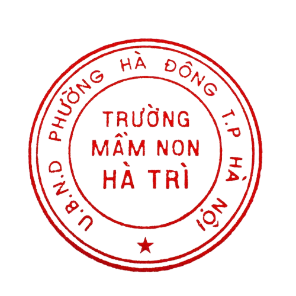 U.B.N.D PHƯỜNG HÀ ĐÔNG T.P HÀ NỘI
TRƯỜNG
MẦM NON
HÀ TRÌ